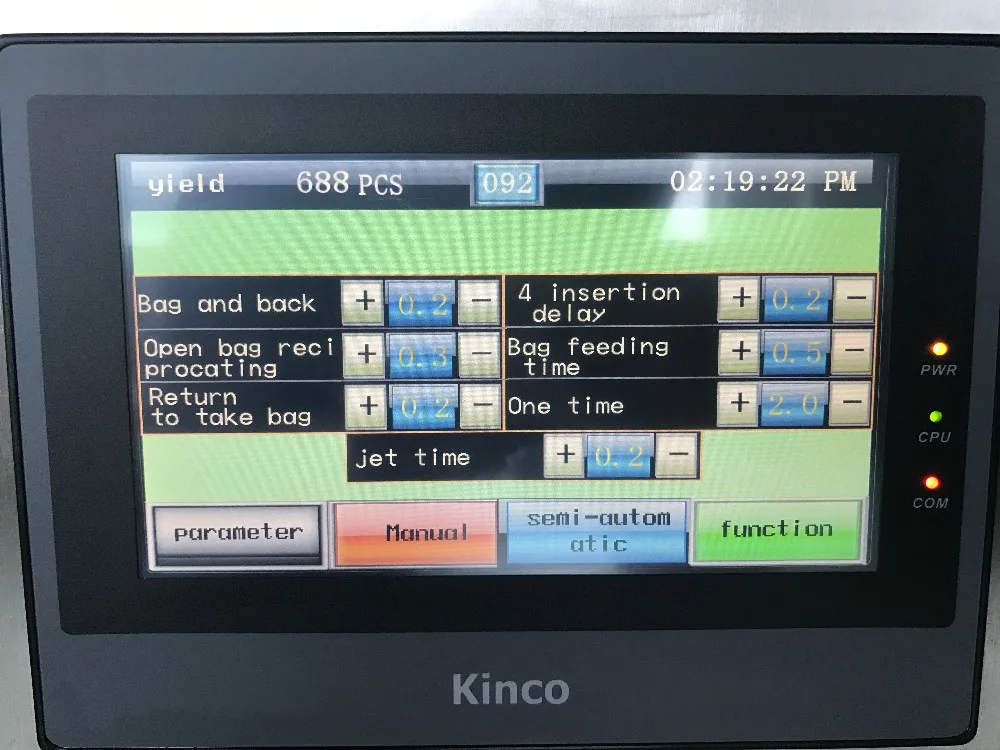 yield 688 PCS 092 02:19:22 PM
Bag and back + 0.2 −
4 insertion
delay + 0.2 −
Open bag reci
procating + 0.3 −
Bag feeding
time + 0.5 −
Return
to take bag + 0.2 −
One time + 2.0 −
jet time + 0.2 −
parameter
Manual
semi-autom
atic
function
PWR
CPU
COM
Kinco